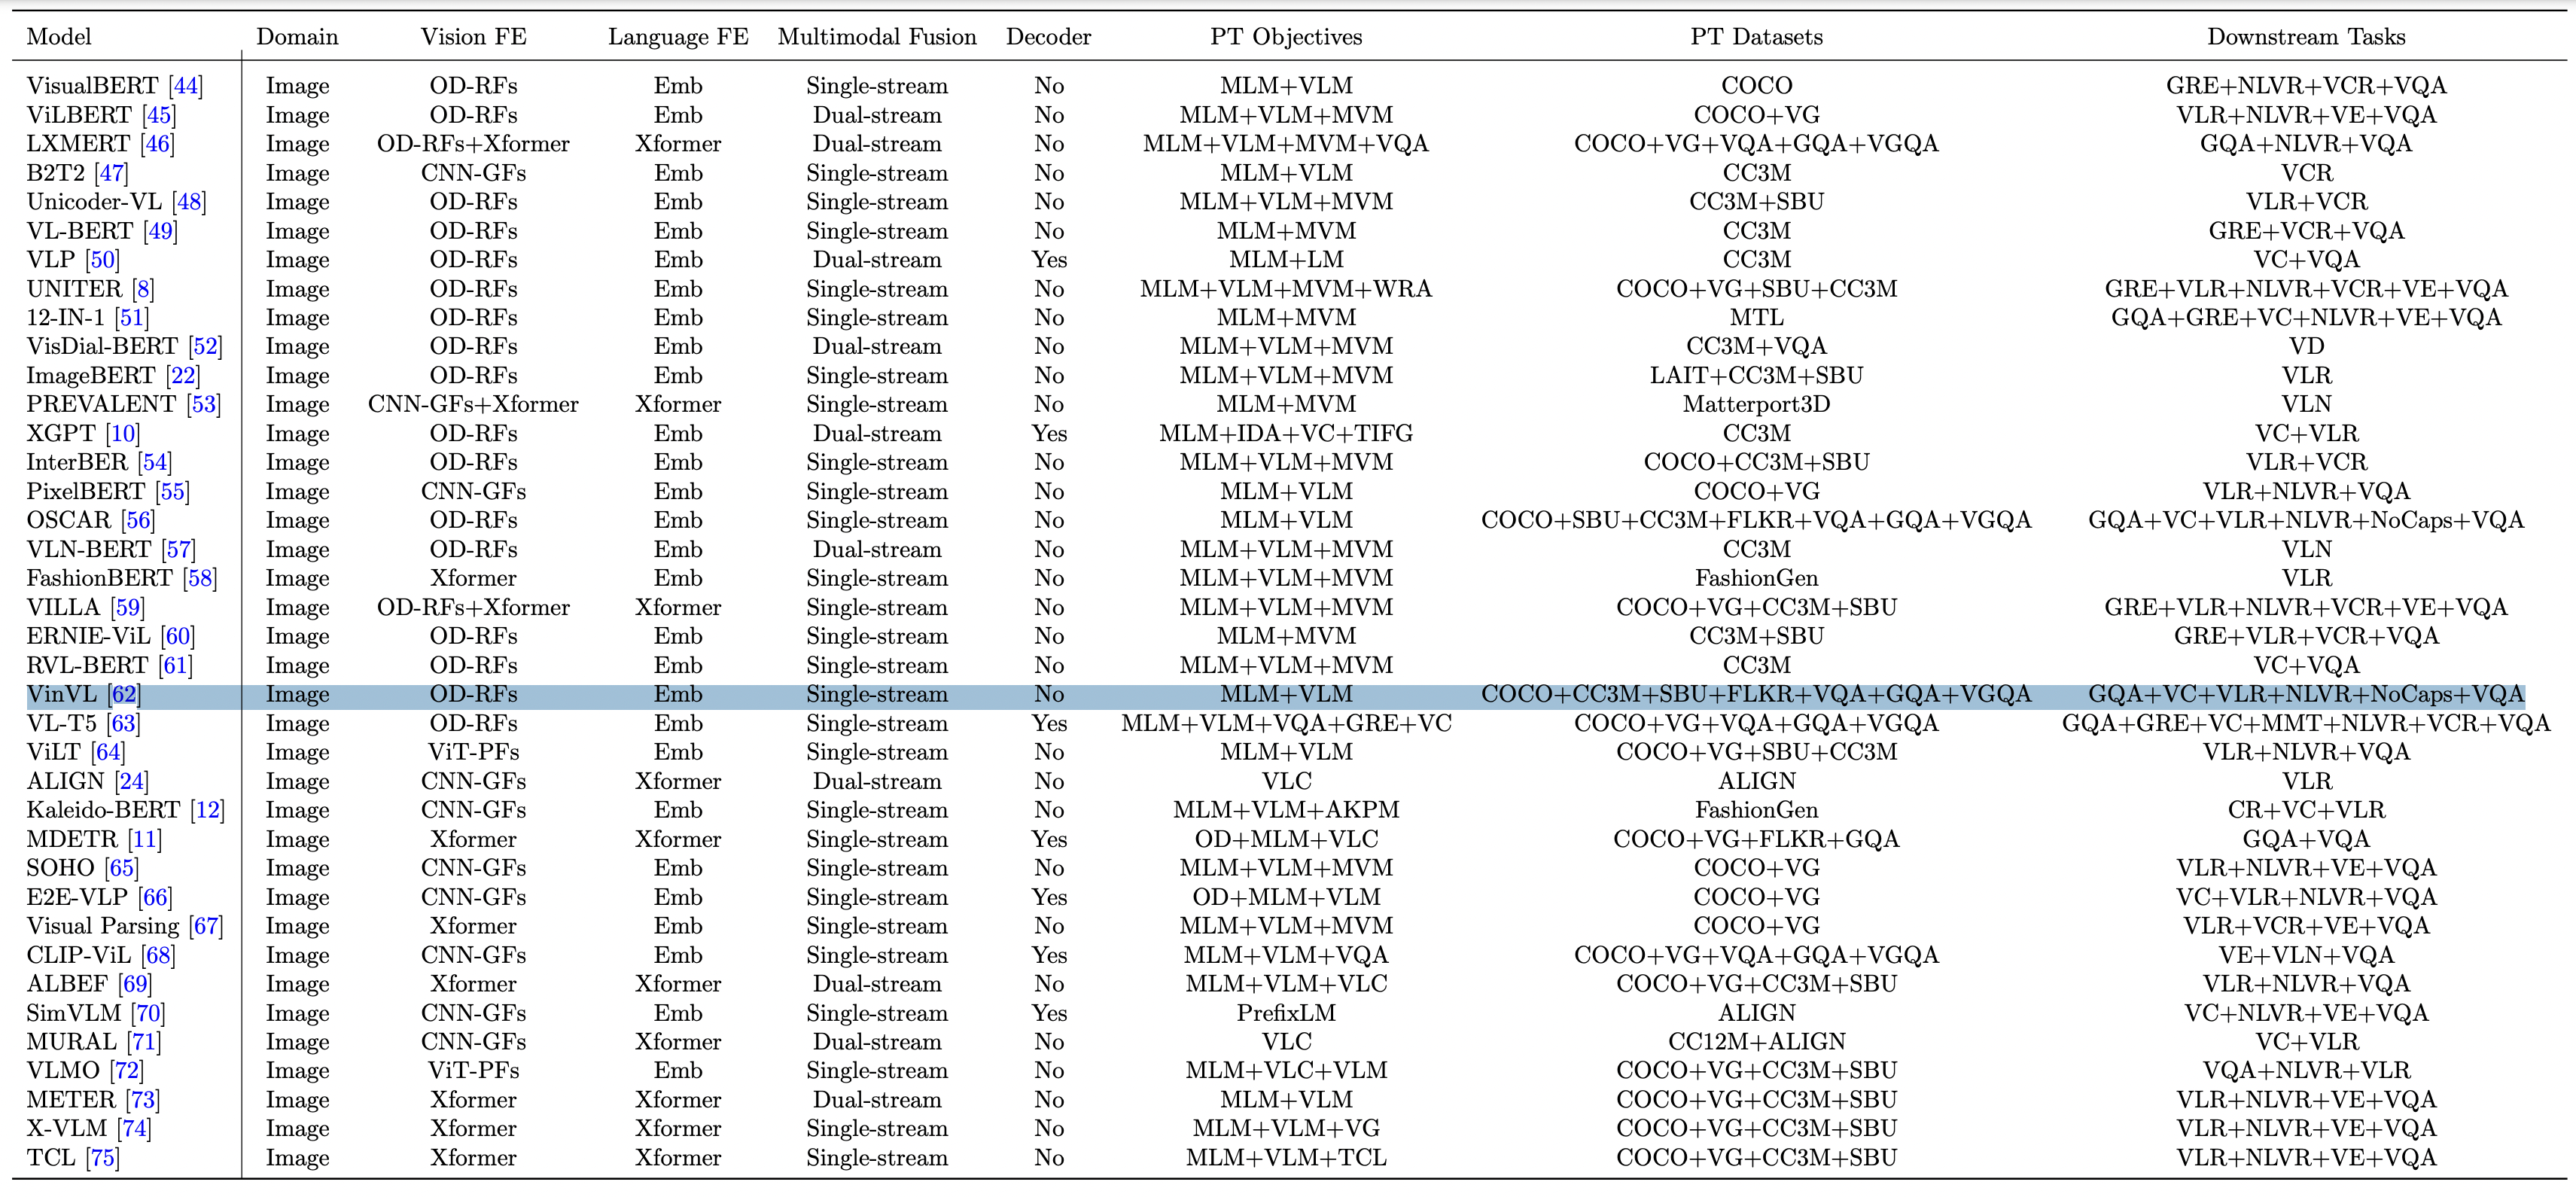 Model Domain Vision FE Language FE Multimodal Fusion Decoder PT Objectives PT Datasets Downstream Tasks
VisualBERT [44] Image OD-RFs Emb Single-stream No MLM+VLM COCO GRE+NLVR+VCR+VQA
ViLBERT [45] Image OD-RFs Emb Dual-stream No MLM+VLM+MVM COCO+VG VLR+NLVR+VE+VQA
LXMERT [46] Image OD-RFs+Xformer Xformer Dual-stream No MLM+VLM+MVM+VQA COCO+VG+VQA+GQA+VGQA GQA+NLVR+VQA
B2T2 [47] Image CNN-GFs Emb Single-stream No MLM+VLM CC3M VCR
Unicoder-VL [48] Image OD-RFs Emb Single-stream No MLM+VLM+MVM CC3M+SBU VLR+VCR
VL-BERT [49] Image OD-RFs Emb Single-stream No MLM+MVM CC3M GRE+VCR+VQA
VLP [50] Image OD-RFs Emb Dual-stream Yes MLM+LM CC3M VC+VQA
UNITER [8] Image OD-RFs Emb Single-stream No MLM+VLM+MVM+WRA COCO+VG+SBU+CC3M GRE+VLR+NLVR+VCR+VE+VQA
12-IN-1 [51] Image OD-RFs Emb Single-stream No MLM+MVM MTL GQA+GRE+VC+NLVR+VE+VQA
VisDial-BERT [52] Image OD-RFs Emb Dual-stream No MLM+VLM+MVM CC3M+VQA VD
ImageBERT [22] Image OD-RFs Emb Single-stream No MLM+VLM+MVM LAIT+CC3M+SBU VLR
PREVALENT [53] Image CNN-GFs+Xformer Xformer Single-stream No MLM+MVM Matterport3D VLN
XGPT [10] Image OD-RFs Emb Dual-stream Yes MLM+IDA+VC+TIFG CC3M VC+VLR
InterBER [54] Image OD-RFs Emb Single-stream No MLM+VLM+MVM COCO+CC3M+SBU VLR+VCR
PixelBERT [55] Image CNN-GFs Emb Single-stream No MLM+VLM COCO+VG VLR+NLVR+VQA
OSCAR [56] Image OD-RFs Emb Single-stream No MLM+VLM COCO+SBU+CC3M+FLKR+VQA+GQA+VGQA GQA+VC+VLR+NLVR+NoCaps+VQA
VLN-BERT [57] Image OD-RFs Emb Dual-stream No MLM+VLM+MVM CC3M VLN
FashionBERT [58] Image Xformer Emb Single-stream No MLM+VLM+MVM FashionGen VLR
VILLA [59] Image OD-RFs+Xformer Xformer Single-stream No MLM+VLM+MVM COCO+VG+CC3M+SBU GRE+VLR+NLVR+VCR+VE+VQA
ERNIE-ViL [60] Image OD-RFs Emb Single-stream No MLM+MVM CC3M+SBU GRE+VLR+VCR+VQA
RVL-BERT [61] Image OD-RFs Emb Single-stream No MLM+VLM+MVM CC3M VC+VQA
VinVL [62] Image OD-RFs Emb Single-stream No MLM+VLM COCO+CC3M+SBU+FLKR+VQA+GQA+VGQA GQA+VC+VLR+NLVR+NoCaps+VQA
VL-T5 [63] Image OD-RFs Emb Single-stream Yes MLM+VLM+VQA+GRE+VC COCO+VG+VQA+GQA+VGQA GQA+GRE+VC+MMT+NLVR+VCR+VQA
ViLT [64] Image ViT-PFs Emb Single-stream No MLM+VLM COCO+VG+SBU+CC3M VLR+NLVR+VQA
ALIGN [24] Image CNN-GFs Xformer Dual-stream No VLC ALIGN VLR
Kaleido-BERT [12] Image CNN-GFs Emb Single-stream No MLM+VLM+AKPM FashionGen CR+VC+VLR
MDETR [11] Image Xformer Xformer Single-stream Yes OD+MLM+VLC COCO+VG+FLKR+GQA GQA+VQA
SOHO [65] Image CNN-GFs Emb Single-stream No MLM+VLM+MVM COCO+VG VLR+NLVR+VE+VQA
E2E-VLP [66] Image CNN-GFs Emb Single-stream Yes OD+MLM+VLM COCO+VG VC+VLR+NLVR+VQA
Visual Parsing [67] Image Xformer Emb Single-stream No MLM+VLM+MVM COCO+VG VLR+VCR+VE+VQA
CLIP-ViL [68] Image CNN-GFs Emb Single-stream Yes MLM+VLM+VQA COCO+VG+VQA+GQA+VGQA VE+VLN+VQA
ALBEF [69] Image Xformer Xformer Dual-stream No MLM+VLM+VLC COCO+VG+CC3M+SBU VLR+NLVR+VQA
SimVLM [70] Image CNN-GFs Emb Single-stream Yes PrefixLM ALIGN VC+NLVR+VE+VQA
MURAL [71] Image CNN-GFs Xformer Dual-stream No VLC CC12M+ALIGN VC+VLR
VLMO [72] Image ViT-PFs Emb Single-stream No MLM+VLC+VLM COCO+VG+CC3M+SBU VQA+NLVR+VLR
METER [73] Image Xformer Xformer Dual-stream No MLM+VLM COCO+VG+CC3M+SBU VLR+NLVR+VE+VQA
X-VLM [74] Image Xformer Xformer Single-stream No MLM+VLM+VG COCO+VG+CC3M+SBU VLR+NLVR+VE+VQA
TCL [75] Image Xformer Xformer Single-stream No MLM+VLM+TCL COCO+VG+CC3M+SBU VLR+NLVR+VE+VQA